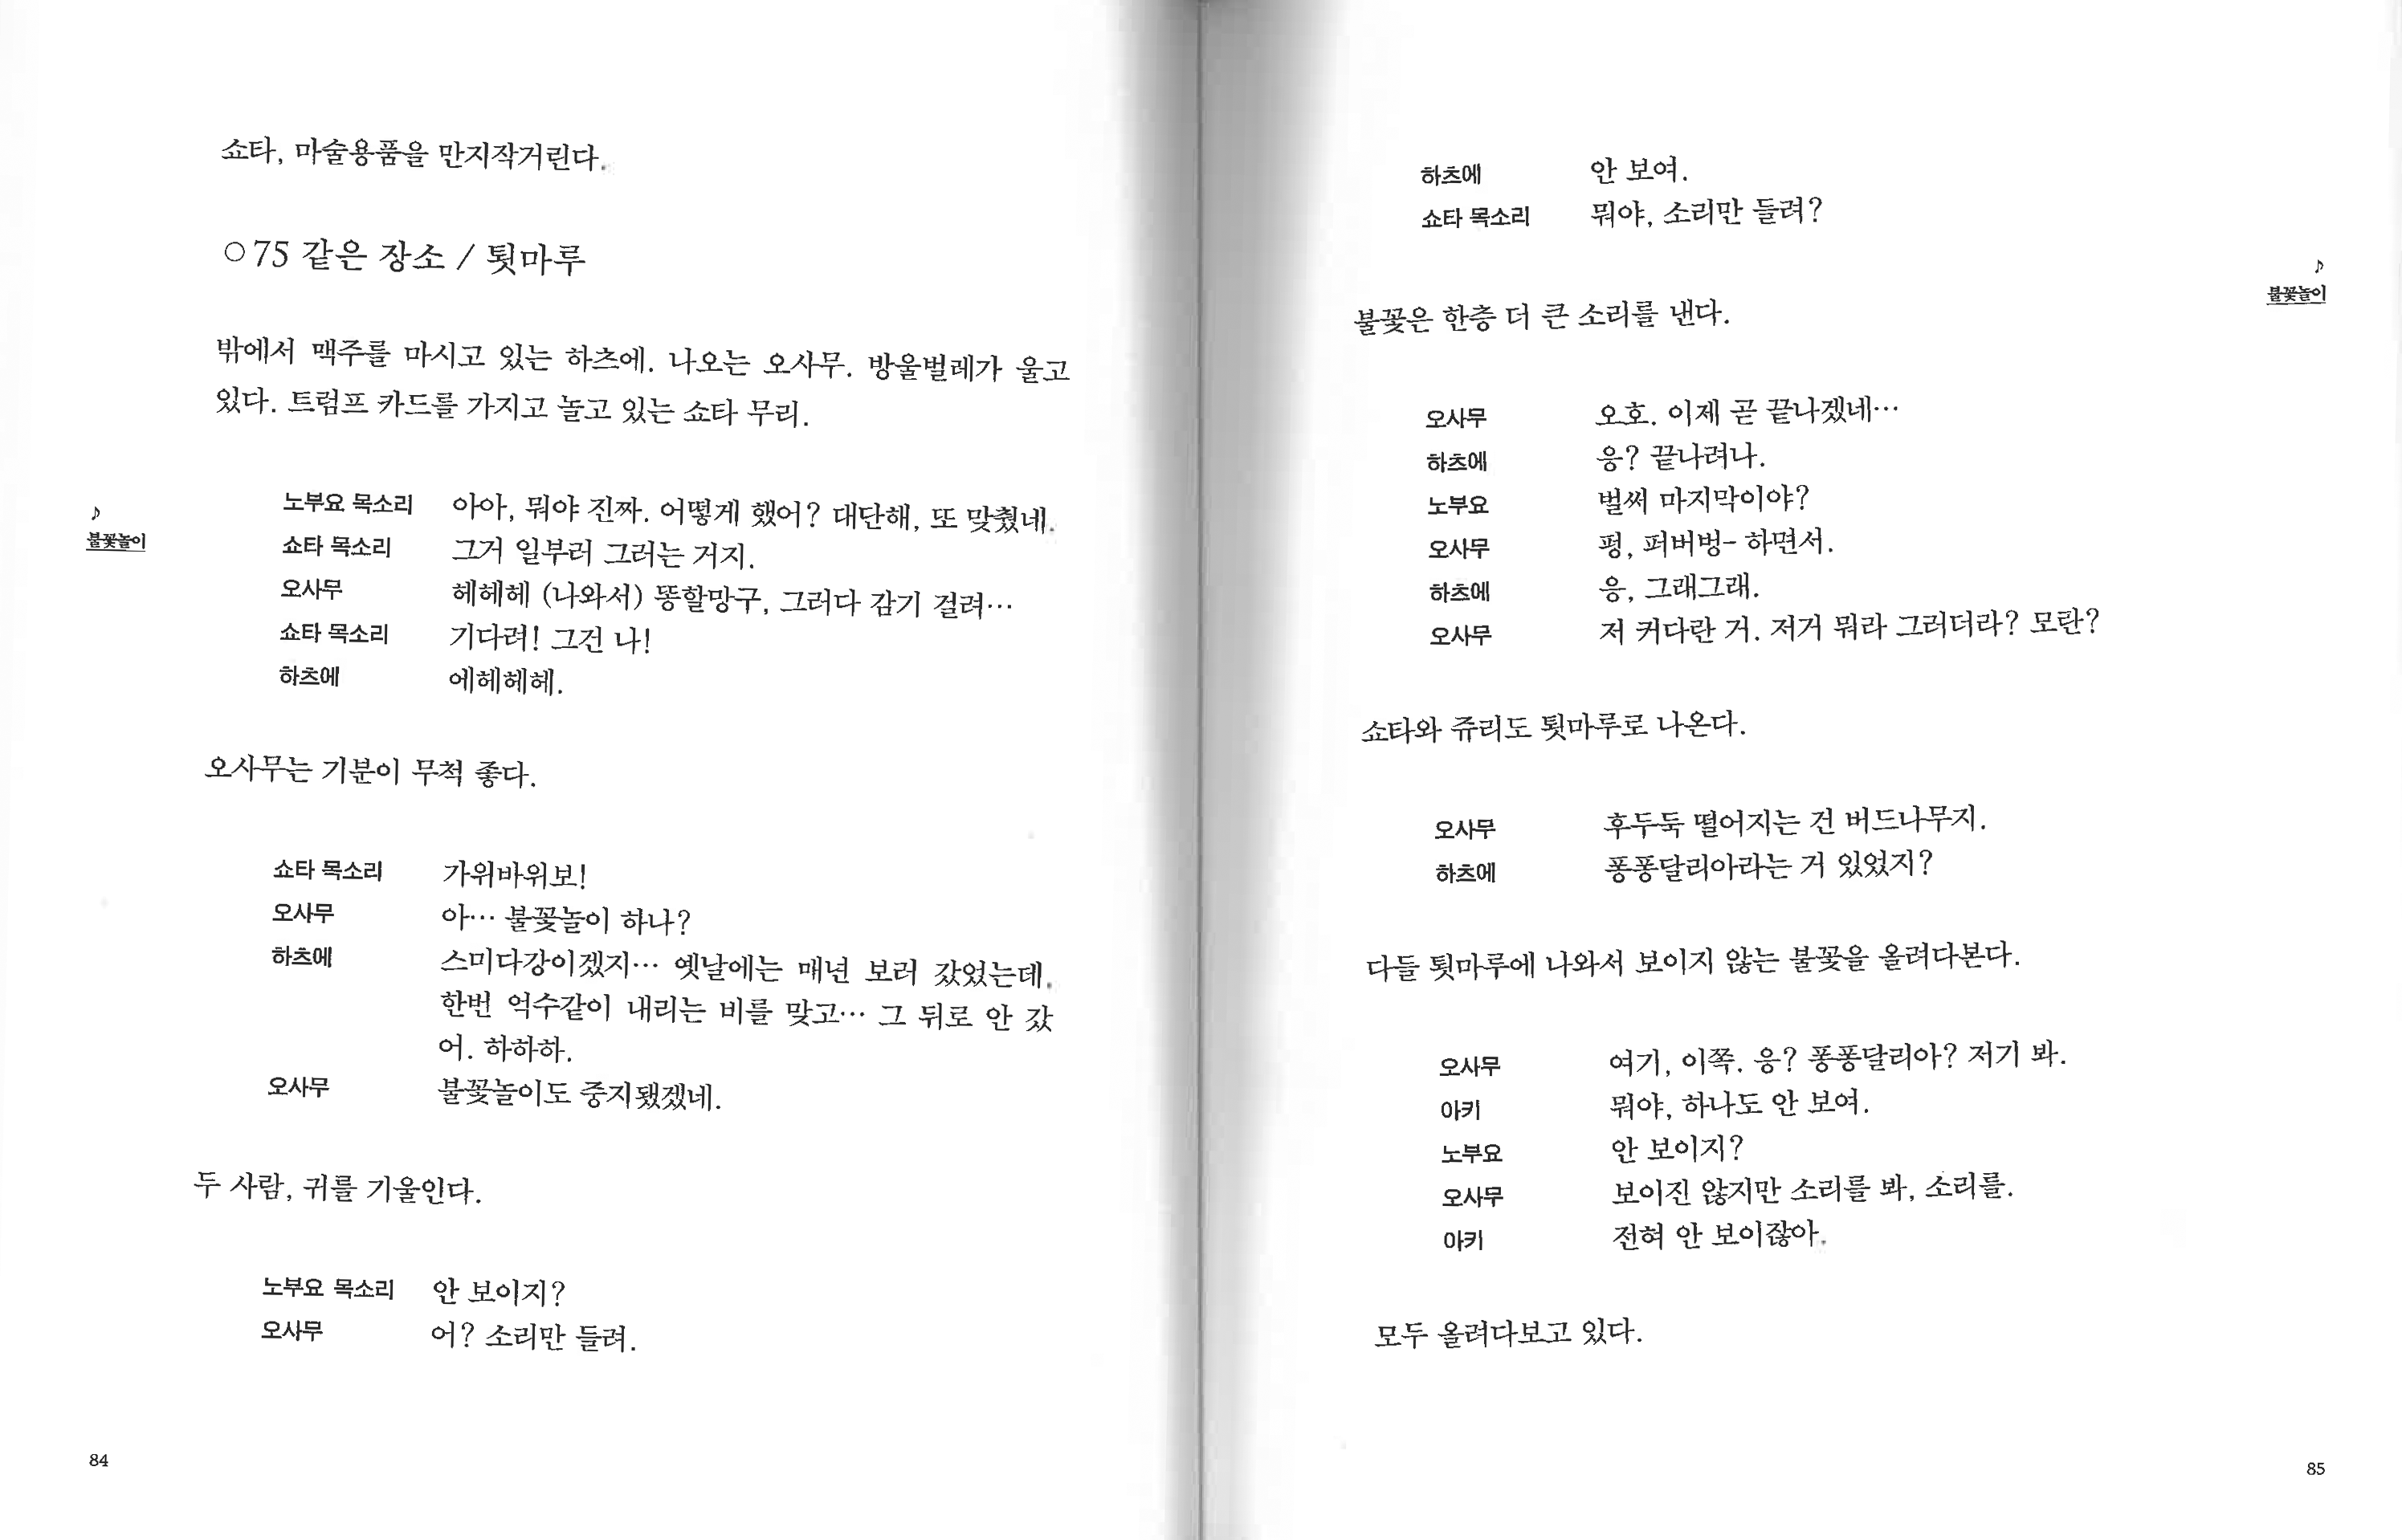 쇼타, 마술용품을 만지작거린다.
○75 같은 장소 / 툇마루
밖에서 맥주를 마시고 있는 하츠에. 나오는 오사무. 방울벌레가 울고
있다. 트럼프 카드를 가지고 놀고 있는 쇼타 무리.
♪
불꽃놀이
노부요 목소리 아아, 뭐야 진짜. 어떻게 했어? 대단해, 또 맞췄네.
쇼타 목소리 그거 일부러 그러는 거지.
오사무 헤헤헤 (나와서) 똥할망구, 그러다 감기 걸려…
쇼타 목소리 기다려! 그건 나!
하츠에 에헤헤헤.
오사무는 기분이 무척 좋다.
쇼타 목소리 가위바위보!
오사무 아… 불꽃놀이 하나?
하츠에 스미다강이겠지… 옛날에는 매년 보러 갔었는데.
한번 억수같이 내리는 비를 맞고… 그 뒤로 안 갔
어. 하하하.
오사무 불꽃놀이도 중지됐겠네.
두 사람, 귀를 기울인다.
노부요 목소리 안 보이지?
오사무 어? 소리만 들려.
84
하츠에 안 보여.
쇼타 목소리 뭐야, 소리만 들려?
♪
불꽃놀이
불꽃은 한층 더 큰 소리를 낸다.
오사무 오호. 이제 곧 끝나겠네…
하츠에 응? 끝나려나.
노부요 벌써 마지막이야?
오사무 펑, 퍼버벙- 하면서.
하츠에 응, 그래그래.
오사무 저 커다란 거. 저거 뭐라 그러더라? 모란?
쇼타와 쥬리도 툇마루로 나온다.
오사무 후두둑 떨어지는 건 버드나무지.
하츠에 퐁퐁달리아라는 거 있었지?
다들 툇마루에 나와서 보이지 않는 불꽃을 올려다본다.
오사무 여기, 이쪽. 응? 퐁퐁달리아? 저기 봐.
아키 뭐야, 하나도 안 보여.
노부요 안 보이지?
오사무 보이진 않지만 소리를 봐, 소리를.
아키 전혀 안 보이잖아.
모두 올려다보고 있다.
85